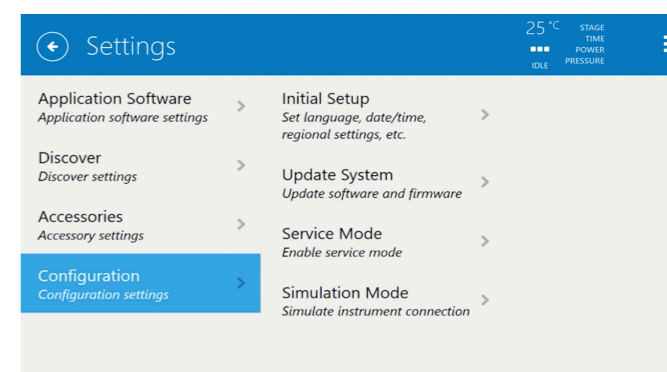 Settings
25 °C
IDLE
STAGE
TIME
POWER
PRESSURE
Application Software
Application software settings
Discover
Discover settings
Accessories
Accessory settings
Configuration
Configuration settings
Initial Setup
Set language, date/time,
regional settings, etc.
Update System
Update software and firmware
Service Mode
Enable service mode
Simulation Mode
Simulate instrument connection